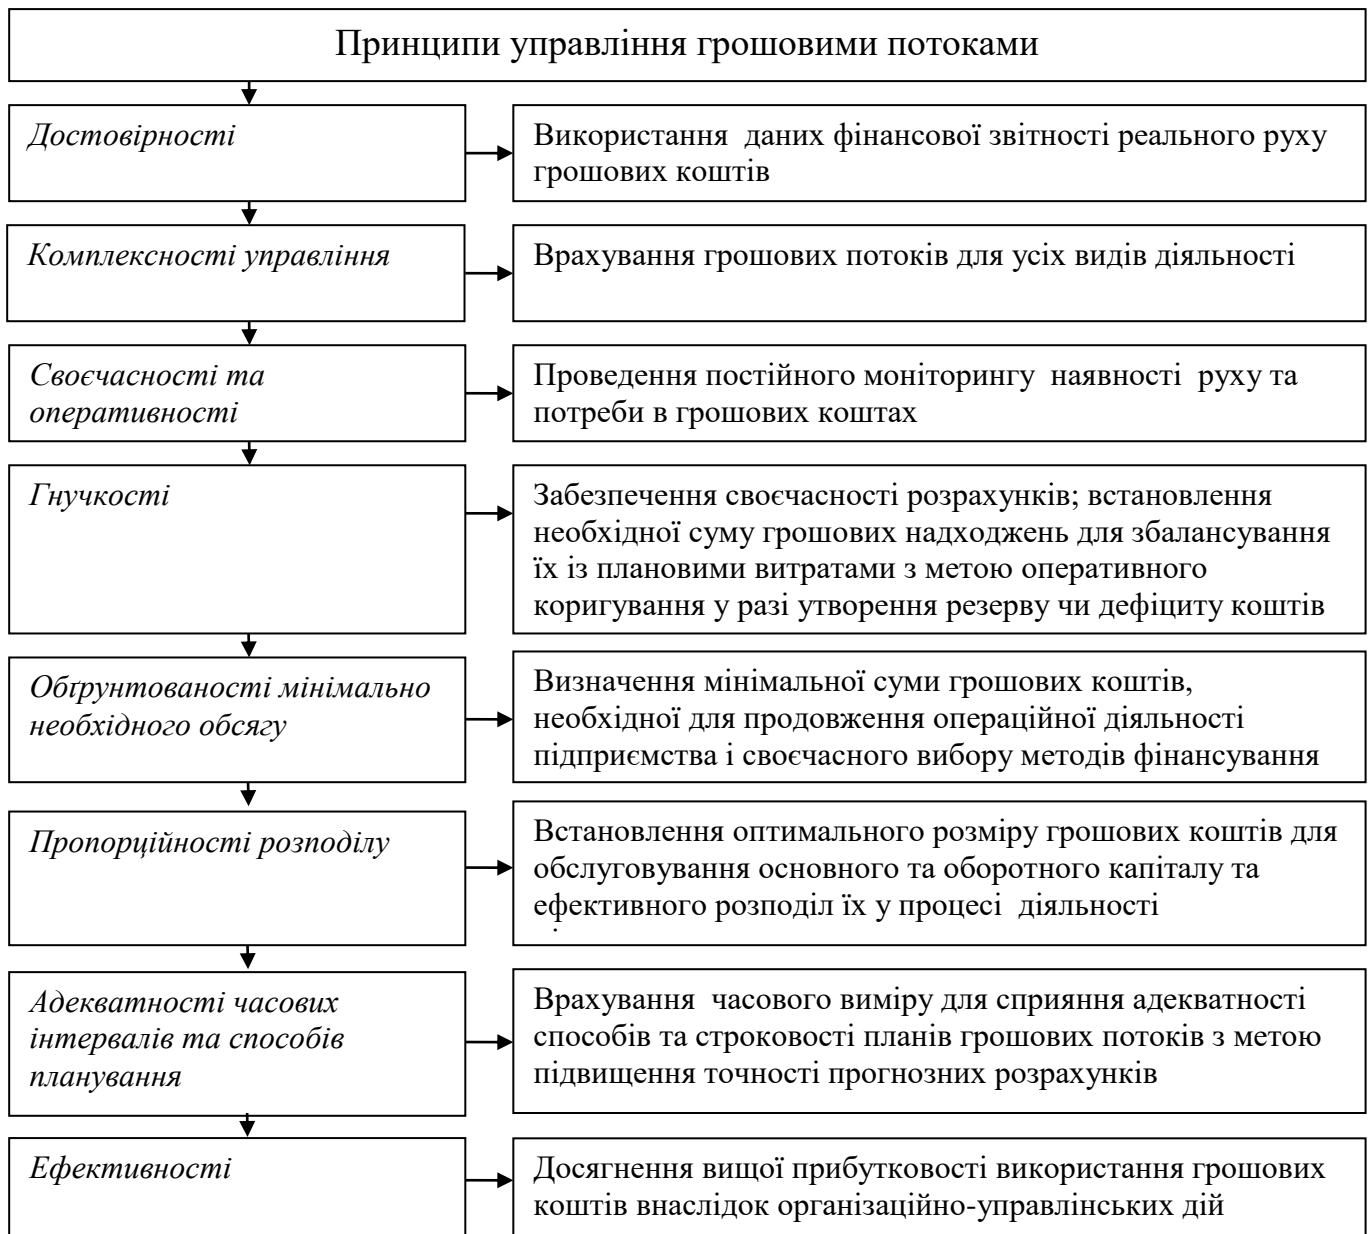 Принципи управління грошовими потоками
Достовірності
Використання даних фінансової звітності реального руху
грошових коштів
Комплексності управління
Врахування грошових потоків для усіх видів діяльності
Своєчасності та
оперативності
Проведення постійного моніторингу наявності руху та
потреби в грошових коштах
Гнучкості
Забезпечення своєчасності розрахунків; встановлення
необхідної суму грошових надходжень для збалансування
їх із плановими витратами з метою оперативного
коригування у разі утворення резерву чи дефіциту коштів
Обґрунтованості мінімально
необхідного обсягу
Визначення мінімальної суми грошових коштів,
необхідної для продовження операційної діяльності
підприємства і своєчасного вибору методів фінансування
Пропорційності розподілу
Встановлення оптимального розміру грошових коштів для
обслуговування основного та оборотного капіталу та
ефективного розподіл їх у процесі діяльності
Адекватності часових
інтервалів та способів
планування
Врахування часового виміру для сприяння адекватності
способів та строковості планів грошових потоків з метою
підвищення точності прогнозних розрахунків
Ефективності
Досягнення вищої прибутковості використання грошових
коштів внаслідок організаційно-управлінських дій